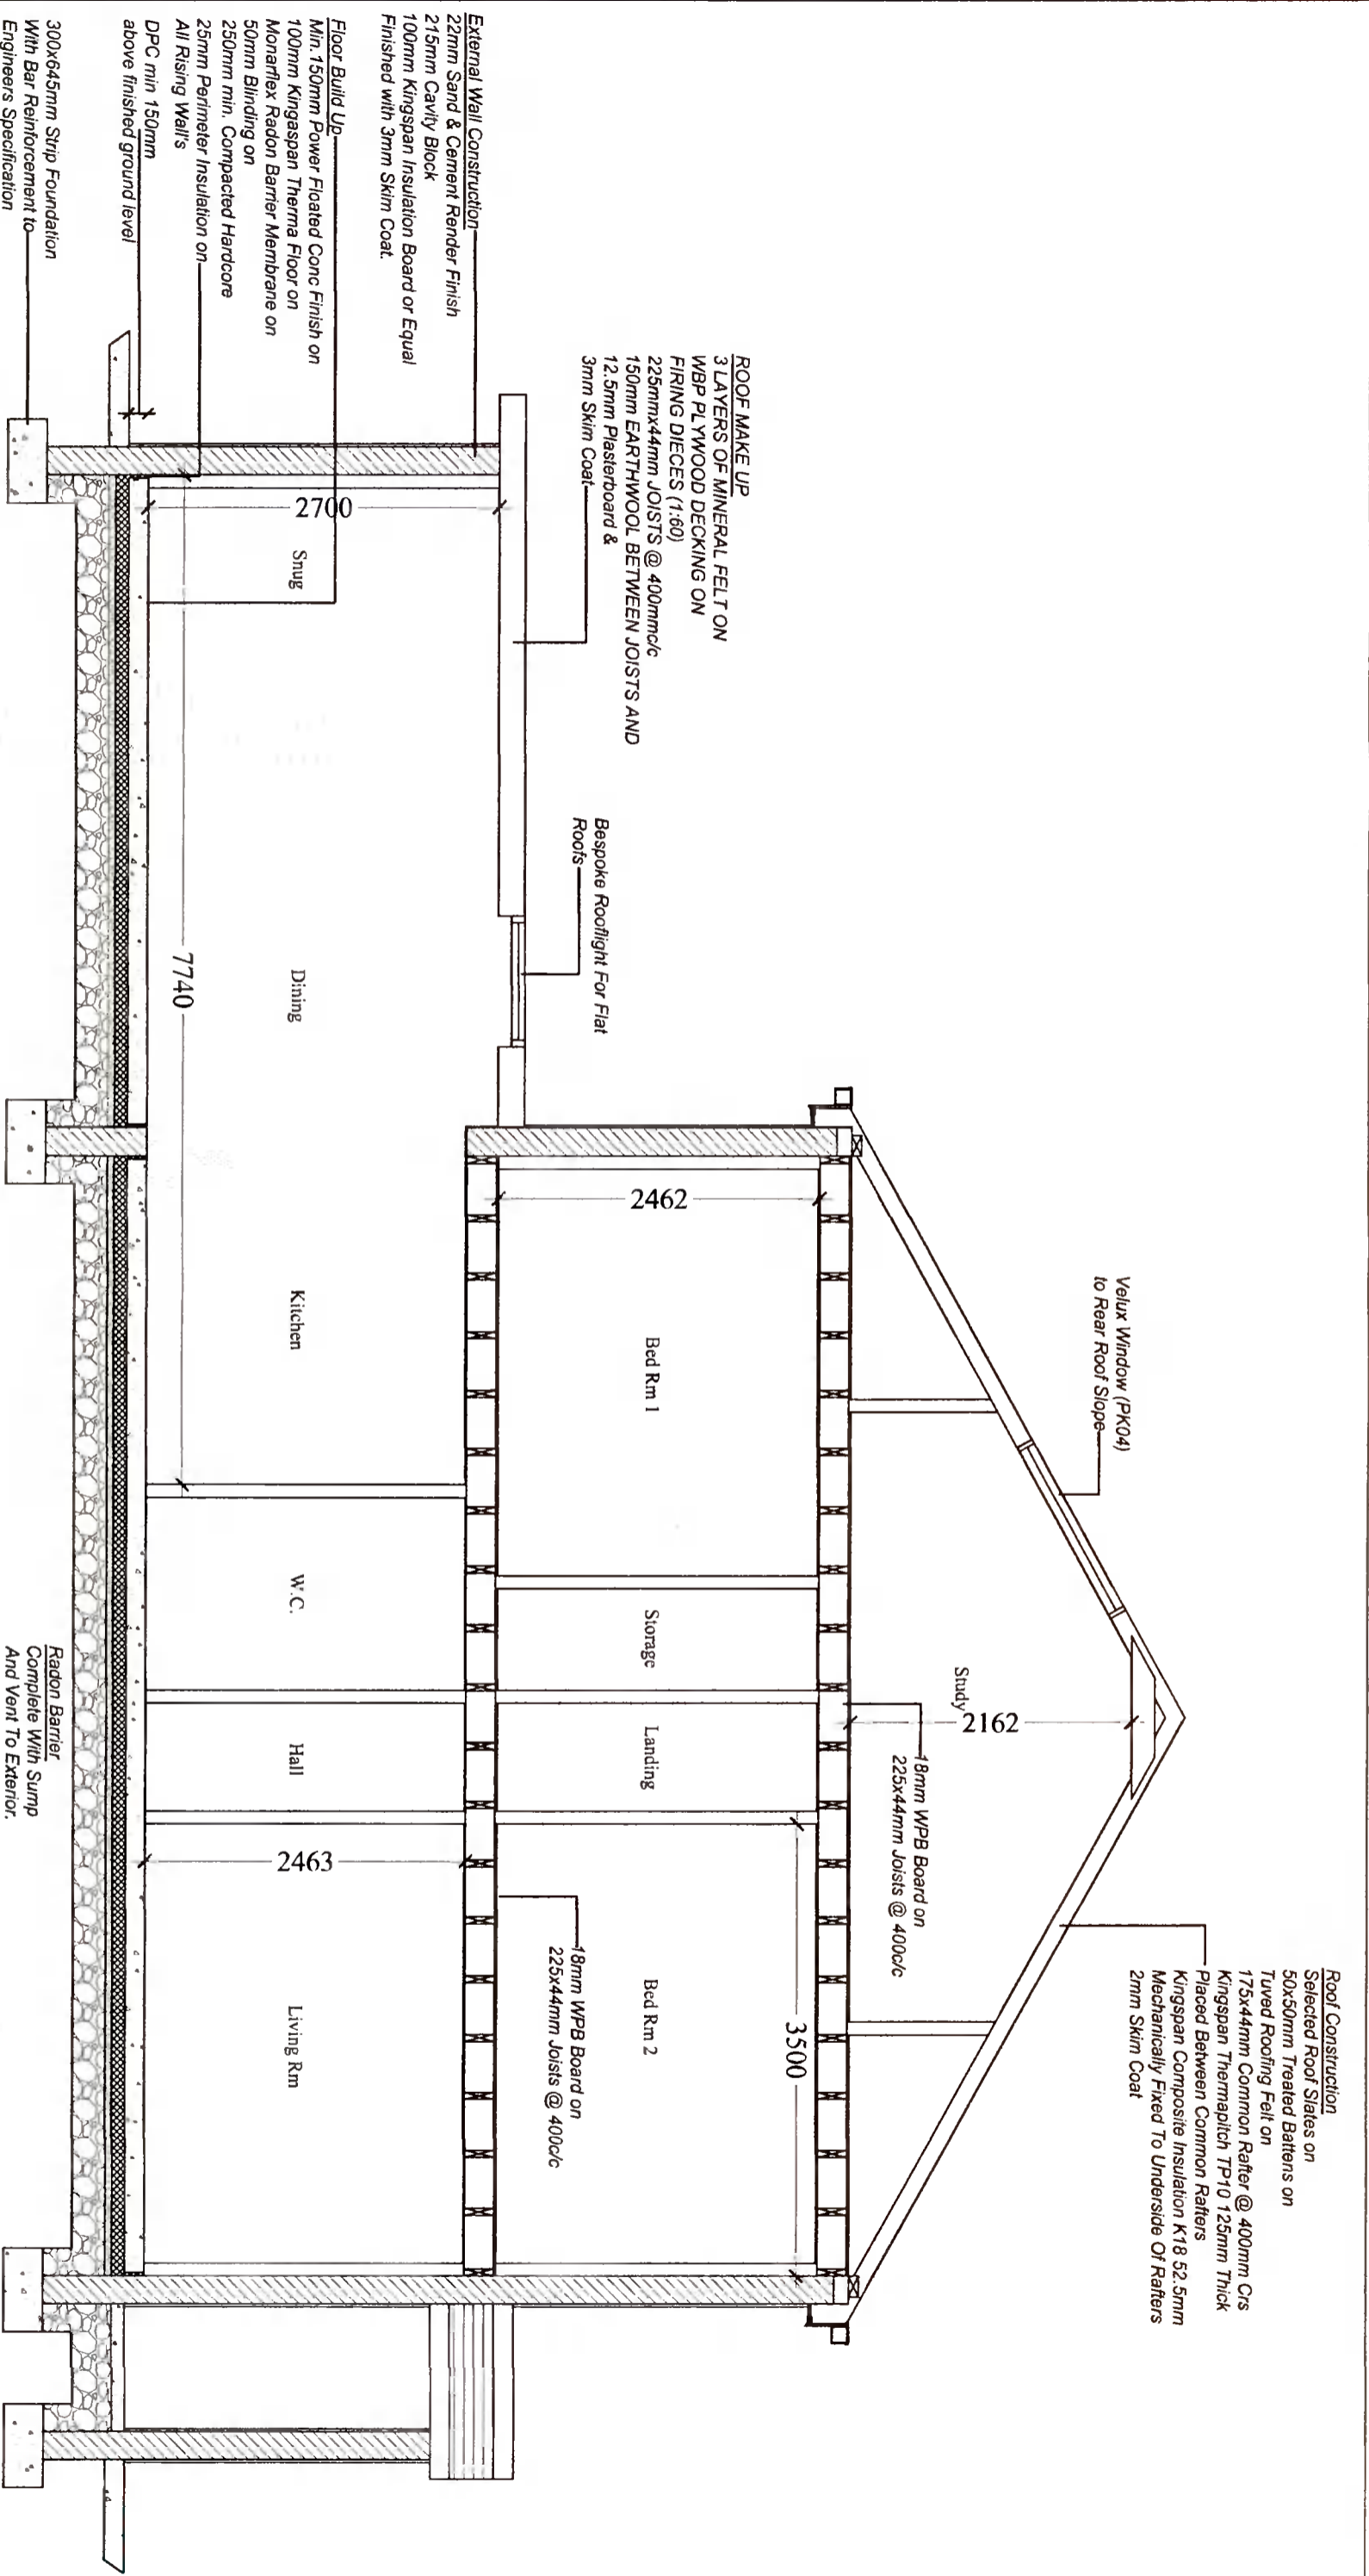 Roof Construction
Selected Roof Slates on
50x50mm Treated Battens on
Tuved Roofing Felt on
175x44mm Common Rafter @ 400mm Crs
Kingspan Thermapitch TP10 125mm Thick
Placed Between Common Rafters
Kingspan Composite Insulation K18 52.5mm
Mechanically Fixed To Underside Of Rafters
2mm Skim Coat
Velux Window (PK04)
to Rear Roof Slope
Study
2162
18mm WPB Board on
225x44mm Joists @ 400c/c
ROOF MAKE UP
3 LAYERS OF MINERAL FELT ON
WBP PLYWOOD DECKING ON
FIRING DIECES (1:60)
225mmx44mm JOISTS @ 400mmc/c
150mm EARTHWOOL BETWEEN JOISTS AND
12.5mm Plasterboard &
3mm Skim Coat
Bespoke Rooflight For Flat
Roofs
2462
Bed Rm 1
Storage
Landing
Bed Rm 2
3500
18mm WPB Board on
225x44mm Joists @ 400c/c
External Wall Construction
22mm Sand & Cement Render Finish
215mm Cavity Block
100mm Kingspan Insulation Board or Equal
Finished with 3mm Skim Coat.
Floor Build Up
Min.150mm Power Floated Conc Finish on
100mm Kingaspan Therma Floor on
Monarflex Radon Barrier Membrane on
50mm Blinding on
250mm min. Compacted Hardcore
25mm Perimeter Insulation on
All Rising Wall's
DPC min 150mm
above finished ground level
300x645mm Strip Foundation
With Bar Reinforcement to
Engineers Specification
2700
Snug
Dining
Kitchen
W.C.
Hall
Living Rm
2463
7740
Radon Barrier
Complete With Sump
And Vent To Exterior.